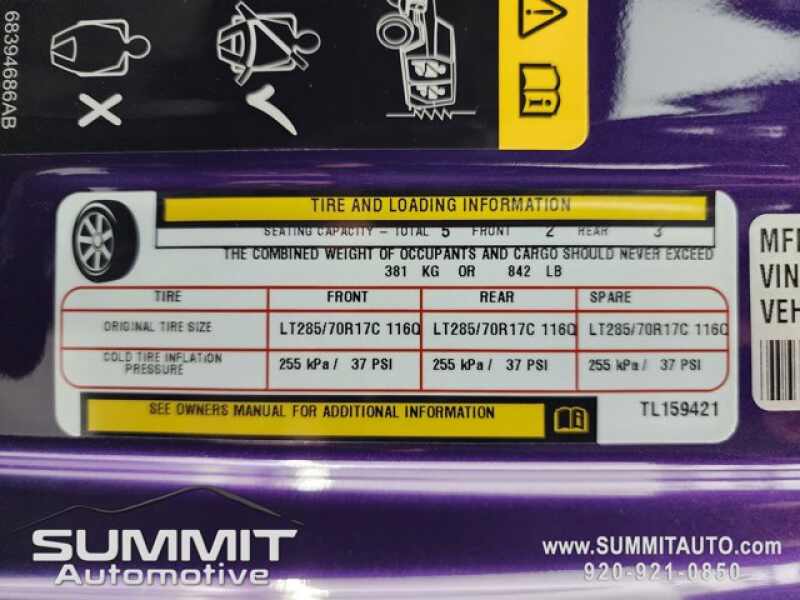 68394686AB
TIRE AND LOADING INFORMATION
SEATING CAPACITY – TOTAL 5 FRONT 2 REAR 3
THE COMBINED WEIGHT OF OCCUPANTS AND CARGO SHOULD NEVER EXCEED
381 KG OR 842 LB
TIRE FRONT REAR SPARE
ORIGINAL TIRE SIZE LT285/70R17C 116Q LT285/70R17C 116Q LT285/70R17C 116Q
COLD TIRE INFLATION PRESSURE 255 kPa / 37 PSI 255 kPa / 37 PSI 255 kPa / 37 PSI
SEE OWNERS MANUAL FOR ADDITIONAL INFORMATION
TL159421
VIN
SUMMIT
Automotive
www.SUMMITAUTO.com
920-921-0850